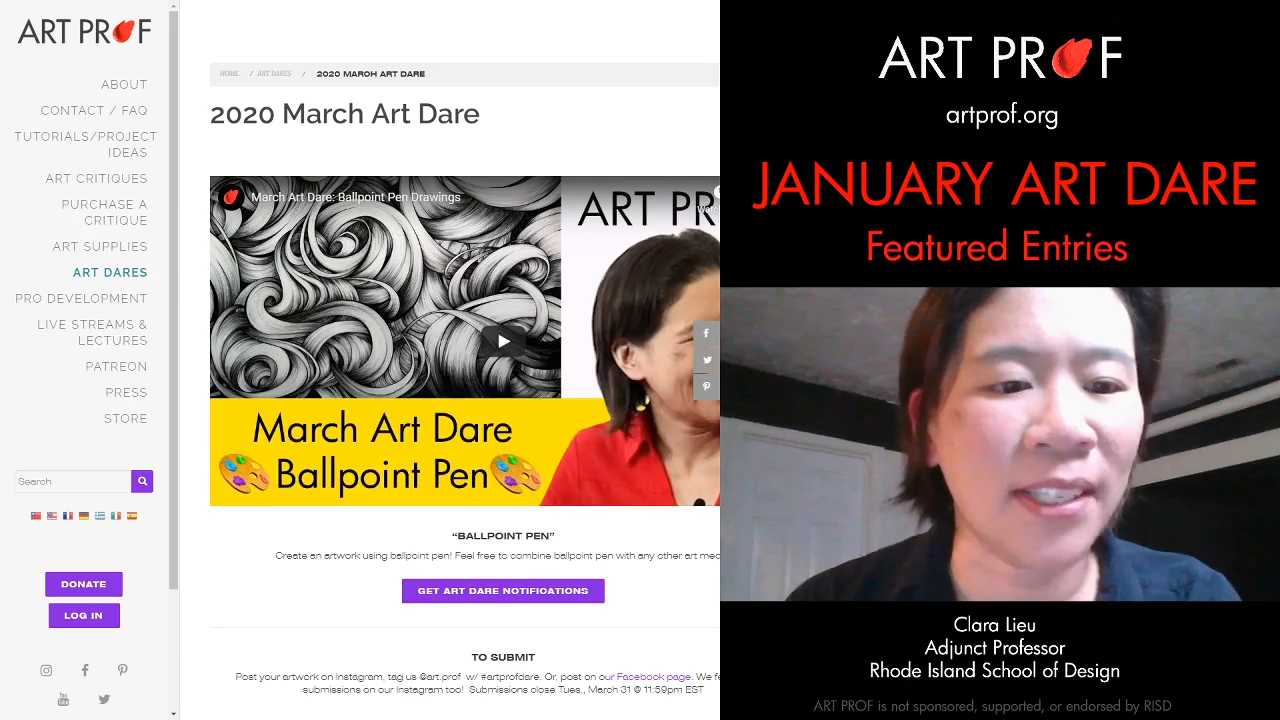 ART PROF
ABOUT
CONTACT / FAQ
TUTORIALS/PROJECT
IDEAS
ART CRITIQUES
PURCHASE A
CRITIQUE
ART SUPPLIES
ART DARES
PRO DEVELOPMENT
LIVE STREAMS &
LECTURES
PATREON
PRESS
STORE
Search
DONATE
LOG IN
HOME / ART DARES / 2020 MARCH ART DARE
2020 March Art Dare
March Art Dare: Ballpoint Pen Drawings
ART PR
March Art Dare
Ballpoint Pen
“BALLPOINT PEN”
Create an artwork using ballpoint pen! Feel free to combine ballpoint pen with any other art
GET ART DARE NOTIFICATIONS
TO SUBMIT
Post your artwork on Instagram, tag us @art.prof w/ #artprofdare. Or, post on our Facebook page. We
submissions on our Instagram too! Submissions close Tues., March 31 @ 11:59pm EST
ART PROF
artprof.org
JANUARY ART DARE
Featured Entries
Clara Lieu
Adjunct Professor
Rhode Island School of Design
ART PROF is not sponsored, supported, or endorsed by RISD